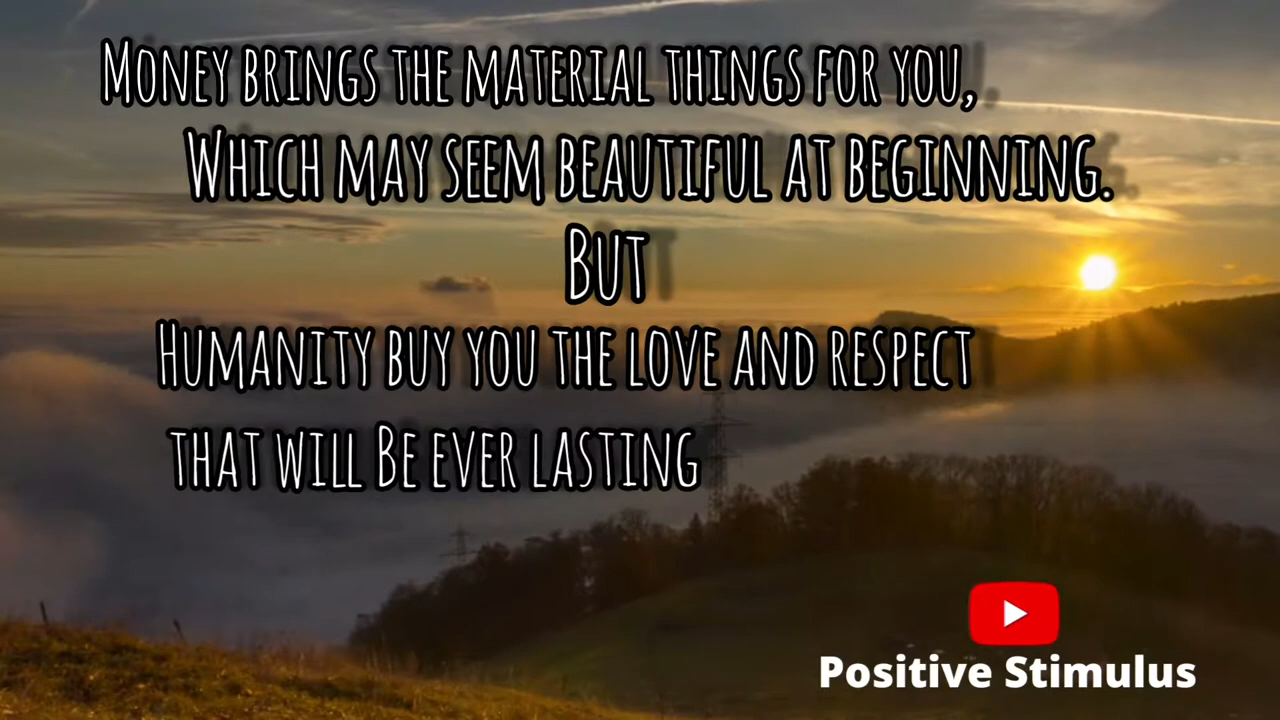 Money brings the material things for you,
Which may seem beautiful at beginning.
But
Humanity buy you the love and respect
that will Be ever lasting
Positive Stimulus